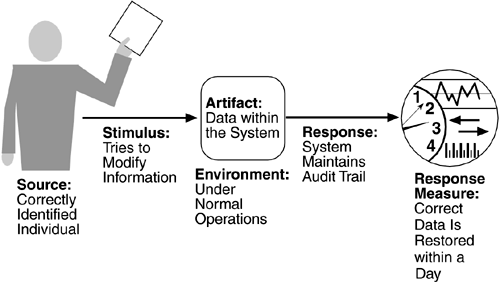 Source:
Correctly
Identified
Individual
Stimulus:
Tries to
Modify
Information
Artifact:
Data within
the System
Environment:
Under
Normal
Operations
Response:
System
Maintains
Audit Trail
1
2
3
4
Response
Measure:
Correct
Data Is
Restored
within a
Day